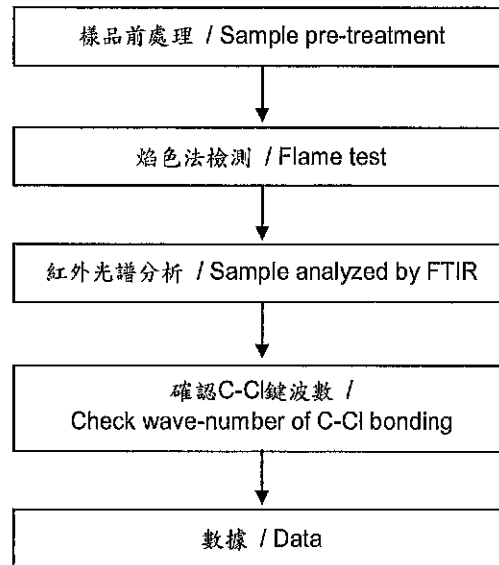 樣品前處理 / Sample pre-treatment
焰色法檢測 / Flame test
紅外光譜分析 / Sample analyzed by FTIR
確認C-Cl鍵波數 /
Check wave-number of C-Cl bonding
數據 / Data